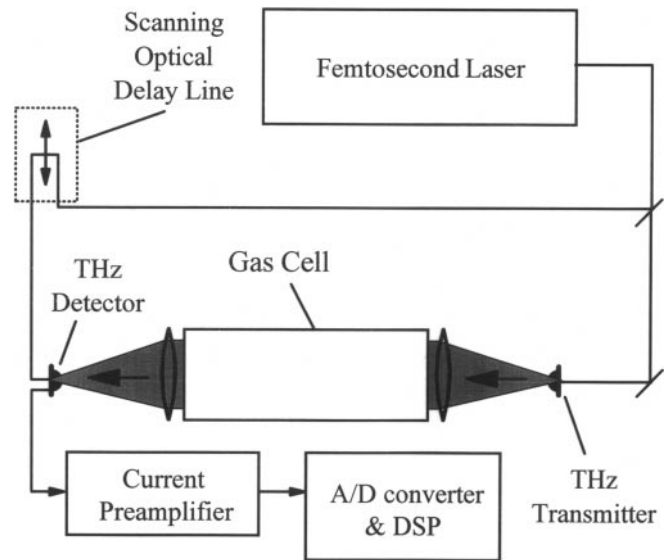 Scanning
Optical
Delay Line
Femtosecond Laser
THz
Detector
Gas Cell
Current
Preamplifier
A/D converter
& DSP
THz
Transmitter